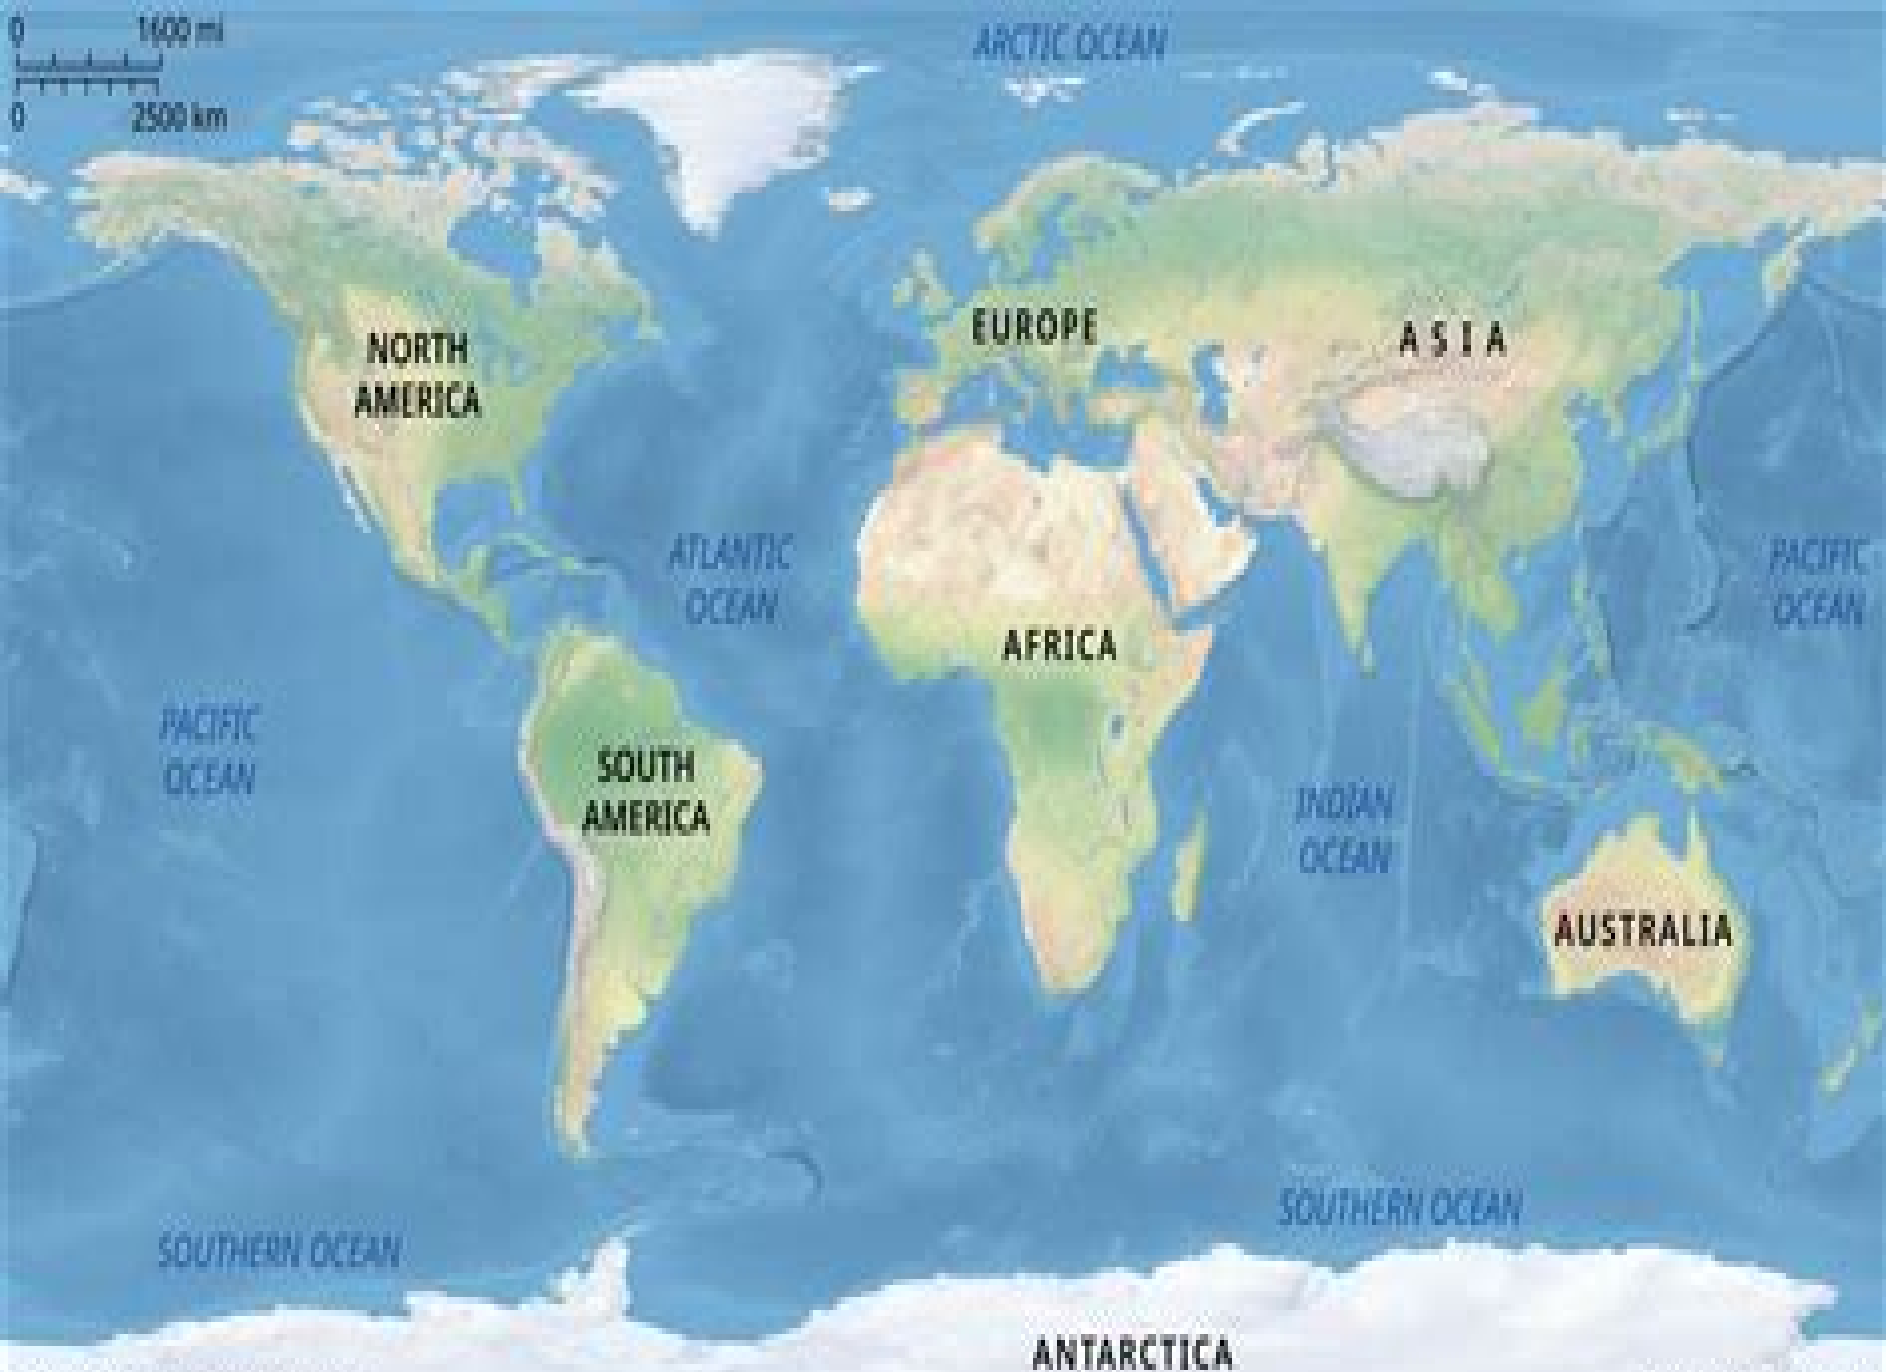 0 1600 mi
0 2500 km
ARCTIC OCEAN
NORTH
AMERICA
EUROPE
ASIA
ATLANTIC
OCEAN
PACIFIC
OCEAN
AFRICA
PACIFIC
OCEAN
SOUTH
AMERICA
INDIAN
OCEAN
AUSTRALIA
SOUTHERN OCEAN
SOUTHERN OCEAN
ANTARCTICA